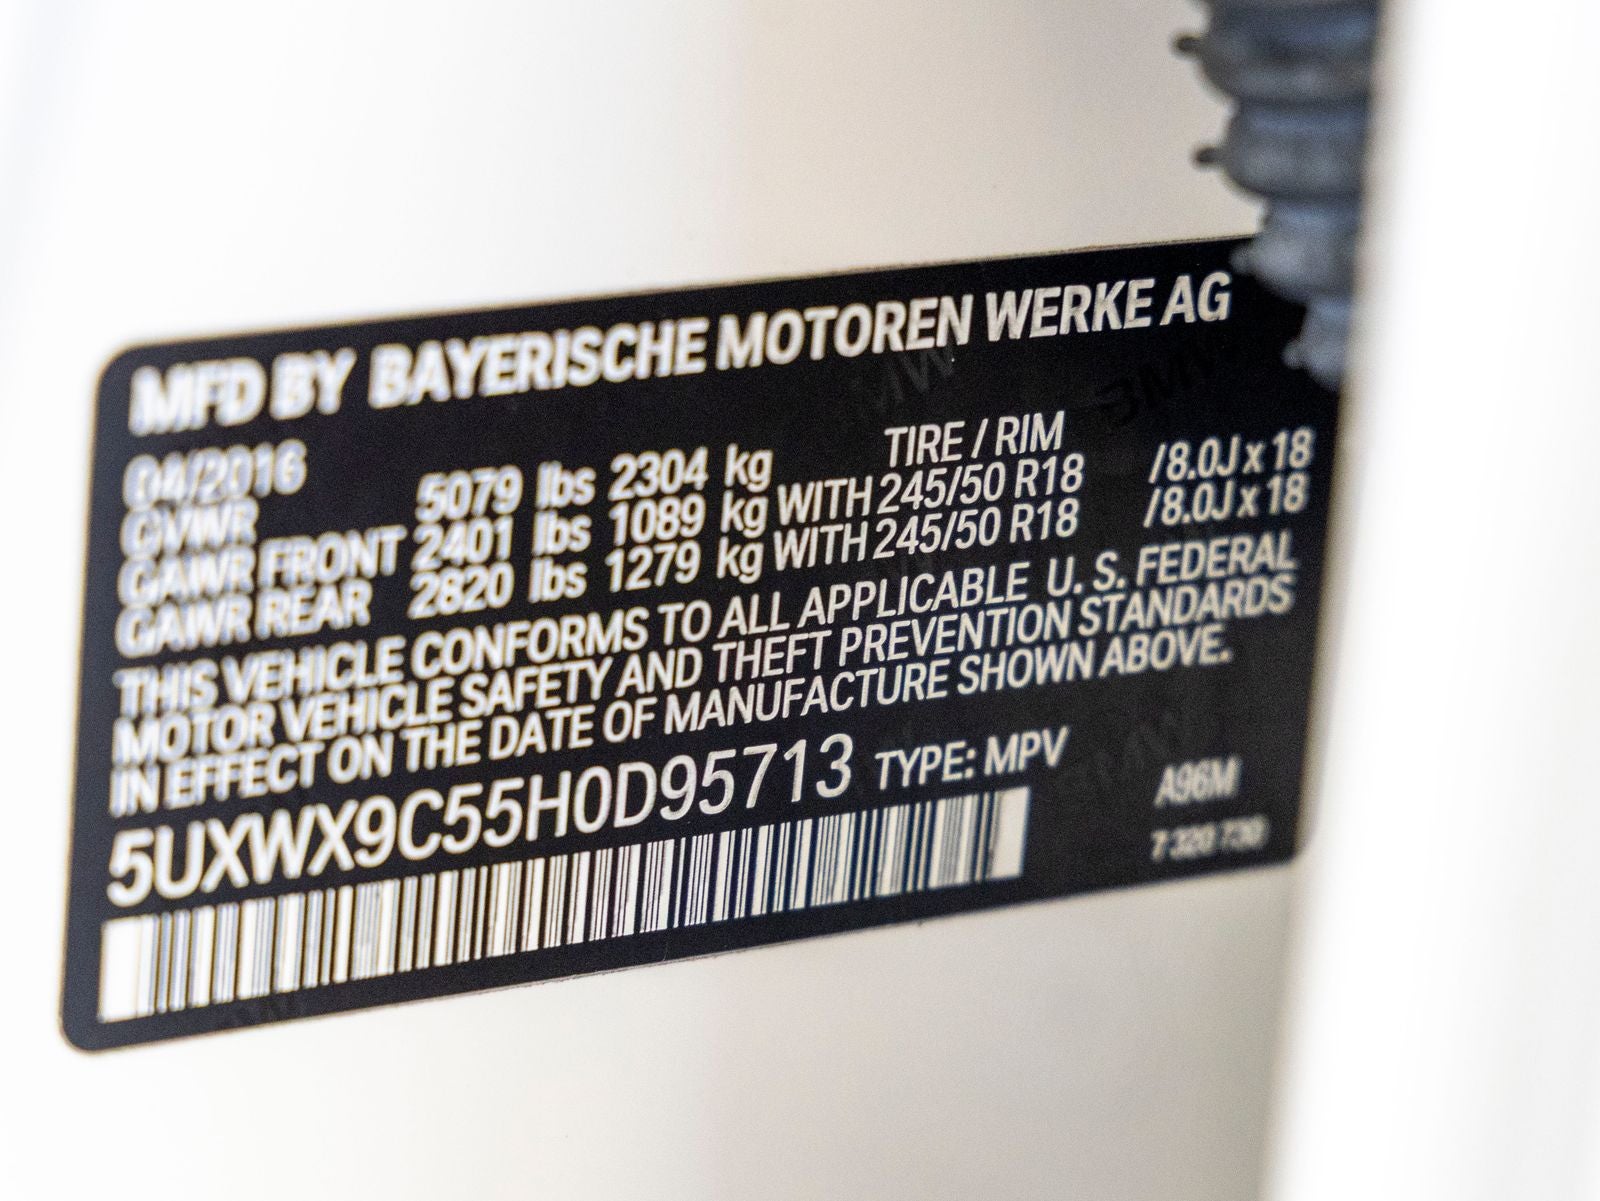 MFD BY BAYERISCHE MOTOREN WERKE AG
04/2016 TIRE / RIM
GVWR 5079 lbs 2304 kg
GAWR FRONT 2401 lbs 1089 kg WITH 245/50 R18 /8.0J x 18
GAWR REAR 2820 lbs 1279 kg WITH 245/50 R18 /8.0J x 18
THIS VEHICLE CONFORMS TO ALL APPLICABLE U. S. FEDERAL
MOTOR VEHICLE SAFETY AND THEFT PREVENTION STANDARDS
IN EFFECT ON THE DATE OF MANUFACTURE SHOWN ABOVE.
5UXWX9C55H0D95713 TYPE: MPV
A96M
7 320 730